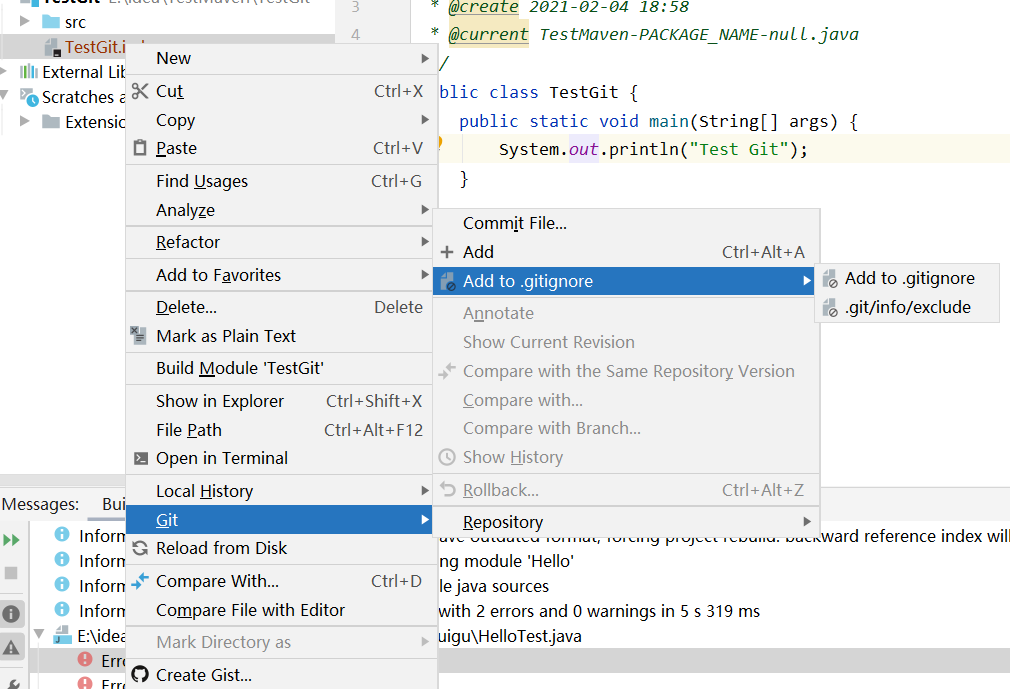 TestGit E:\idea\TestMaven\TestGit
src
TestGit.i
External Lib
Scratches a
Extensio
3
4
* @create 2021-02-04 18:58
* @current TestMaven-PACKAGE_NAME-null.java
/
blic class TestGit {
public static void main(String[] args) {
System.out.println("Test Git");
}
New
Cut Ctrl+X
Copy
Paste Ctrl+V
Find Usages Ctrl+G
Analyze
Refactor
Add to Favorites
Delete... Delete
Mark as Plain Text
Build Module 'TestGit'
Show in Explorer Ctrl+Shift+X
File Path Ctrl+Alt+F12
Open in Terminal
Local History
Git
Reload from Disk
Compare With... Ctrl+D
Compare File with Editor
Mark Directory as
Create Gist...
Commit File...
Add Ctrl+Alt+A
Add to .gitignore
Annotate
Show Current Revision
Compare with the Same Repository Version
Compare with...
Compare with Branch...
Show History
Rollback... Ctrl+Alt+Z
Repository
Add to .gitignore
.git/info/exclude
Messages: Bui
Inform ave outdated format, forcing project rebuild: backward reference index will
Inform ng module 'Hello'
Inform le java sources
Inform with 2 errors and 0 warnings in 5 s 319 ms
E:\idea uigu\HelloTest.java
Erro
Erro